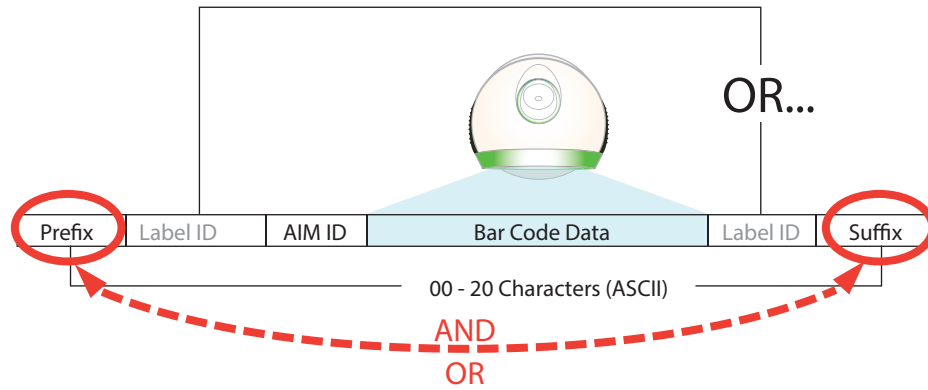 OR...
Prefix Label ID AIM ID Bar Code Data Label ID Suffix
00 - 20 Characters (ASCII)
AND
OR